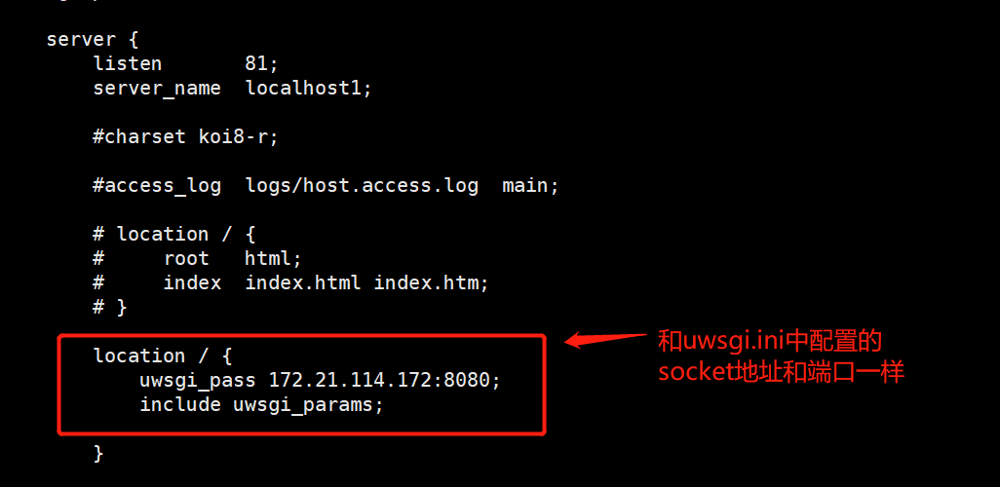 server {
listen       81;
server_name  localhost1;
#charset koi8-r;
#access_log  logs/host.access.log  main;
# location / {
#     root   html;
#     index  index.html index.htm;
# }
location / {
uwsgi_pass 172.21.114.172:8080;
include uwsgi_params;
}
和uwsgi.ini中配置的
socket地址和端口一样